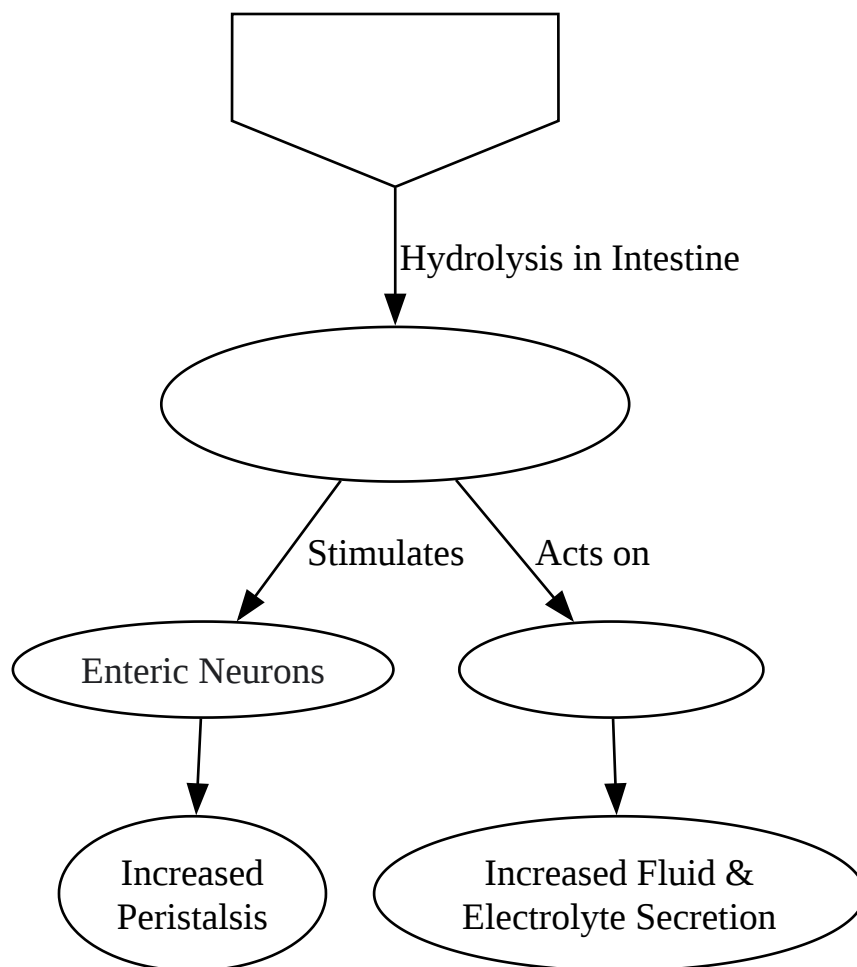 Hydrolysis in Intestine
Stimulates
Acts on
Enteric Neurons
Increased
Peristalsis
Increased Fluid &
Electrolyte Secretion